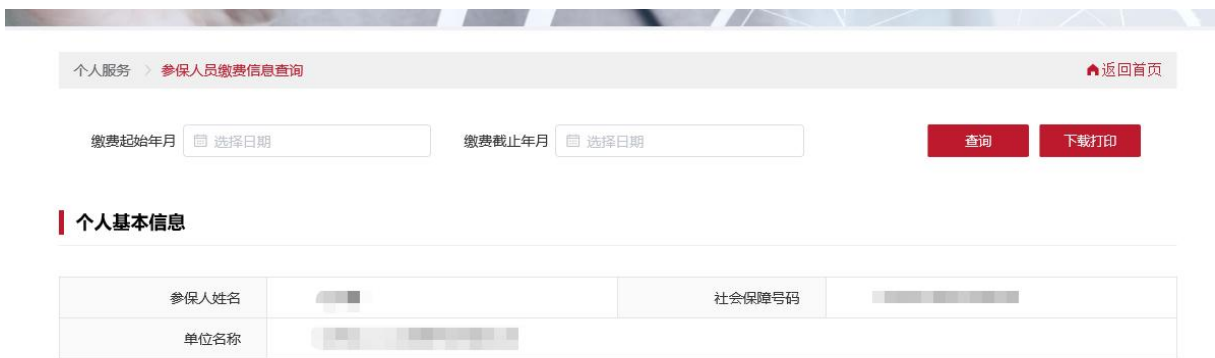 个人服务 > 参保人员缴费信息查询 返回首页
缴费起始年月 选择日期 缴费截止年月 选择日期 查询 下载打印
个人基本信息
参保人姓名 社会保障号码
单位名称